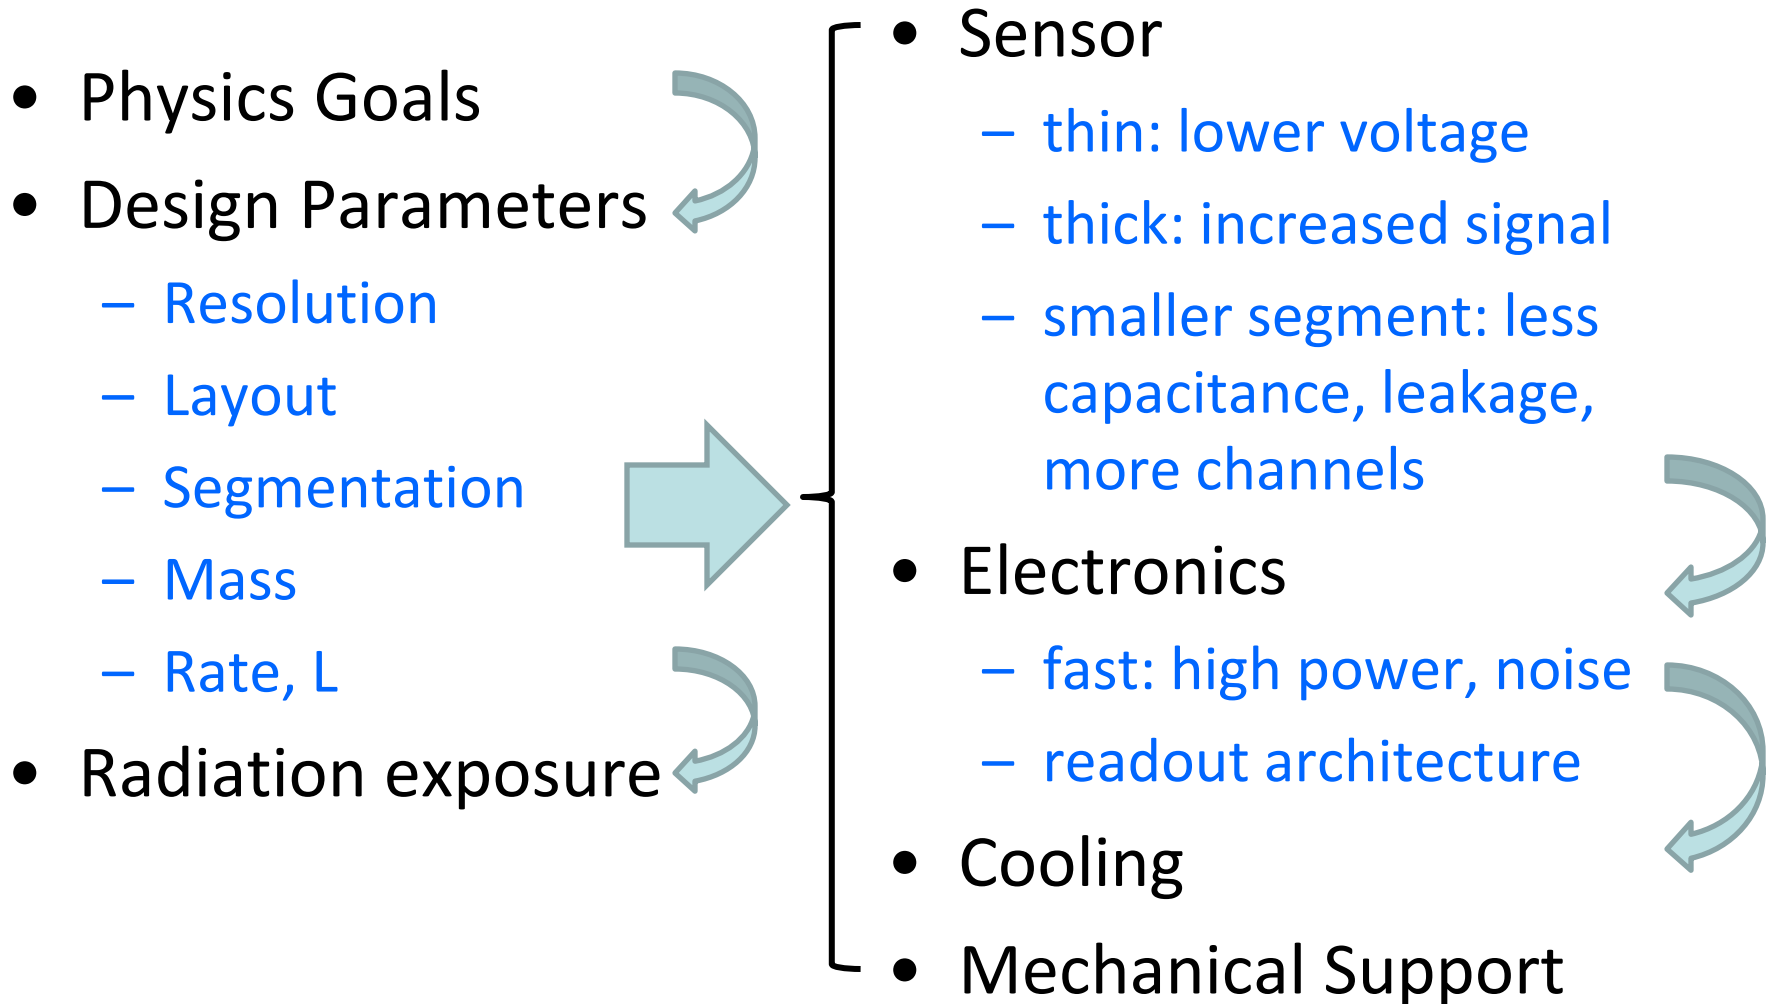 • Physics Goals
• Design Parameters
– Resolution
– Layout
– Segmentation
– Mass
– Rate, L
• Radiation exposure
• Sensor
– thin: lower voltage
– thick: increased signal
– smaller segment: less
capacitance, leakage,
more channels
• Electronics
– fast: high power, noise
– readout architecture
• Cooling
• Mechanical Support